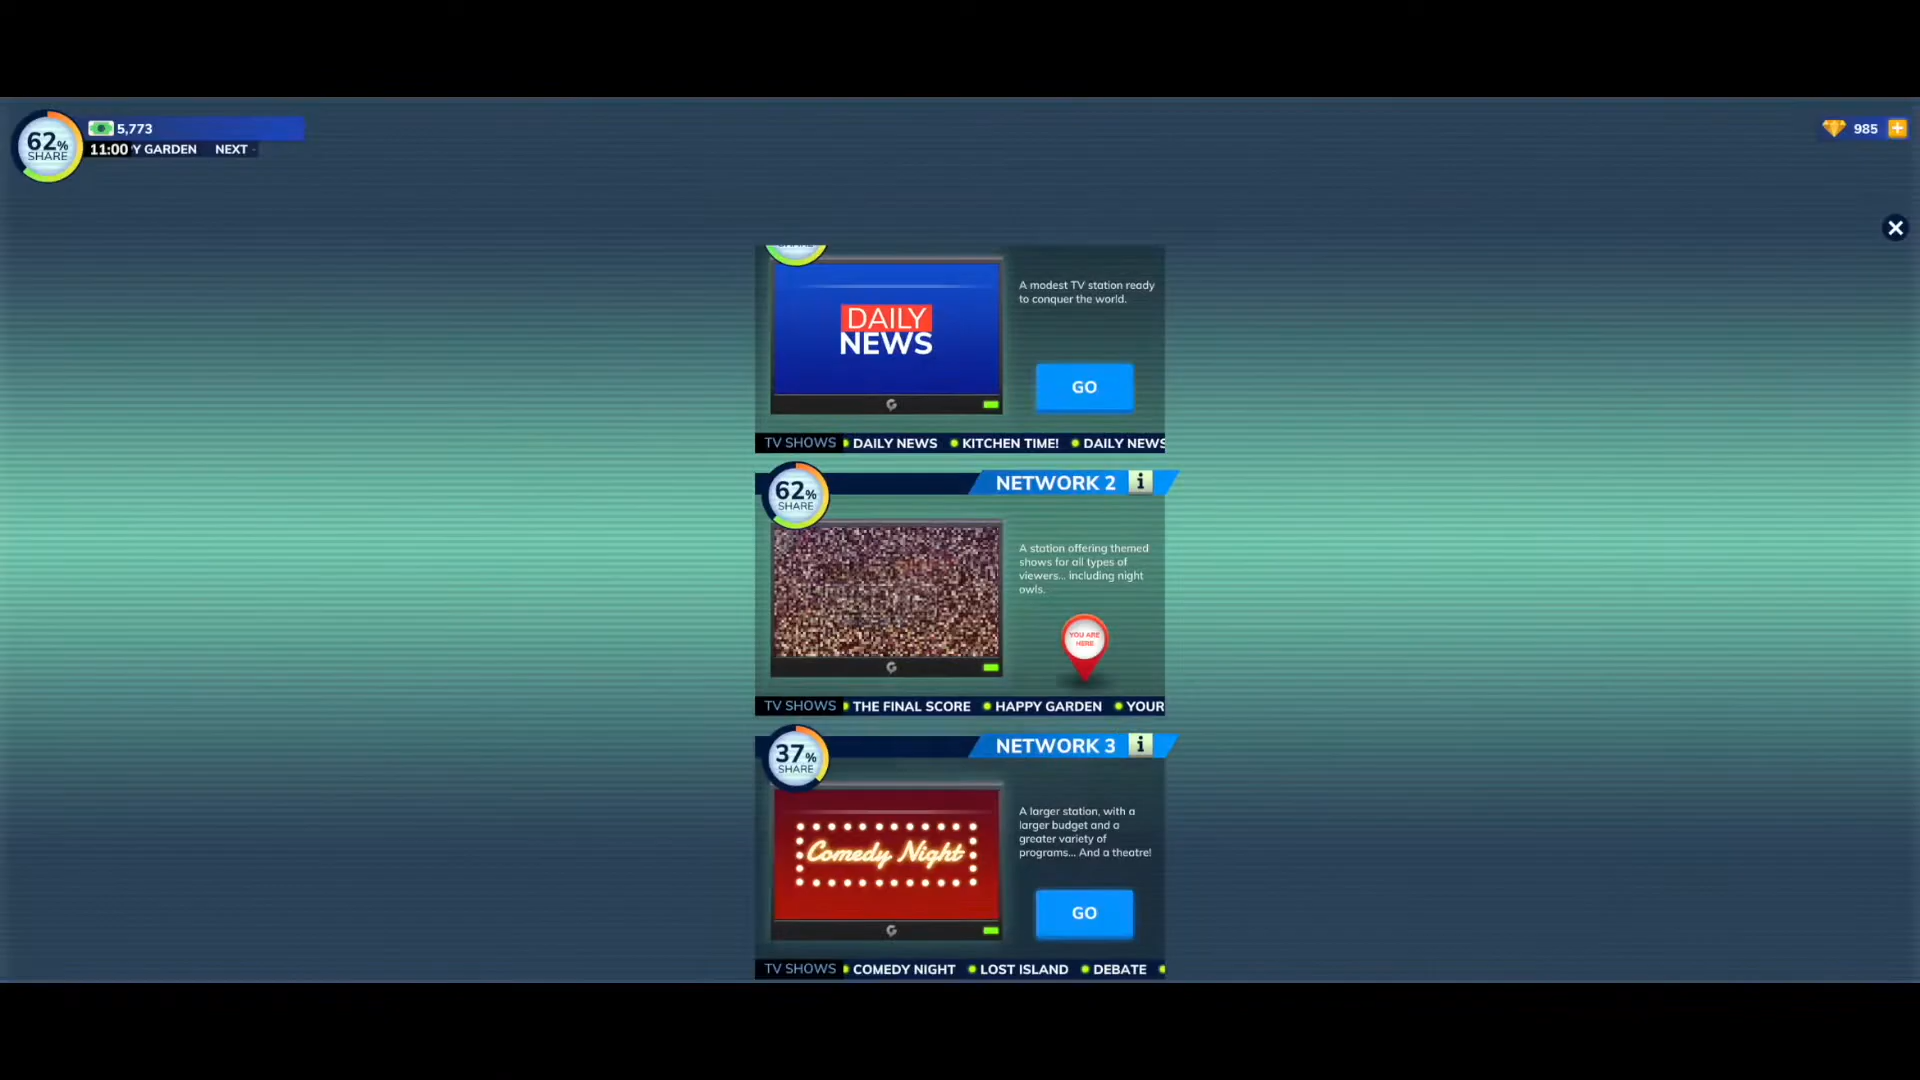 62%
SHARE
5,773
11:00 Y GARDEN NEXT
985
DAILY
NEWS
A modest TV station ready
to conquer the world.
GO
TV SHOWS DAILY NEWS KITCHEN TIME! DAILY NEWS
62%
SHARE
NETWORK 2 i
A station offering themed
shows for all types of
viewers... including night
owls.
YOU ARE
HERE
TV SHOWS THE FINAL SCORE HAPPY GARDEN YOUR
37%
SHARE
NETWORK 3 i
Comedy Night
A larger station, with a
larger budget and a
greater variety of
programs... And a theatre!
GO
TV SHOWS COMEDY NIGHT LOST ISLAND DEBATE